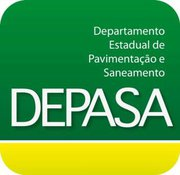 Departamento
Estadual de
Pavimentação e
Saneamento
DEPASA